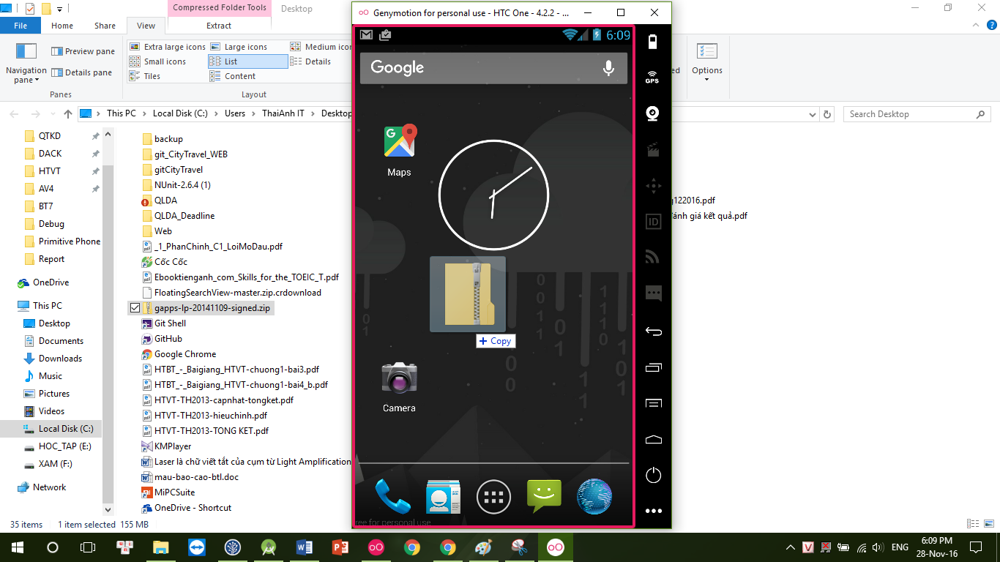 Compressed Folder Tools
Desktop
File
Home
Share
View
Extract
Navigation pane
Preview pane
Details pane
Panes
Extra large icons
Large icons
Medium icon
Small icons
List
Details
Tiles
Content
Layout
Options
This PC
Local Disk (C:)
Users
ThaiAnh IT
Desktop
Search Desktop
QTKD
DACK
HTVT
AV4
BT7
Debug
Primitive Phone
Report
OneDrive
This PC
Desktop
Documents
Downloads
Music
Pictures
Videos
Local Disk (C:)
HOC_TAP (E:)
XAM (F:)
Network
backup
git_CityTravel_WEB
gitCityTravel
NUnit-2.6.4 (1)
QLDA
QLDA_Deadline
Web
_1_PhanChinh_C1_LoiMoDau.pdf
Cốc Cốc
Ebooktienganh_com_Skills_for_the_TOEIC_T.pdf
FloatingSearchView-master.zip.crdownload
gapps-lp-20141109-signed.zip
Git Shell
GitHub
Google Chrome
HTBT_-_Baigiang_HTVT-chuong1-bai3.pdf
HTBT_-_Baigiang_HTVT-chuong1-bai4_b.pdf
HTVT-TH2013-capnhat-tongket.pdf
HTVT-TH2013-hieuchinh.pdf
HTVT-TH2013-TONG KET.pdf
KMPlayer
Laser là chữ viết tắt của cụm từ Light Amplification
mau-bao-cao-btl.doc
MiPCSuite
OneDrive - Shortcut
g122016.pdf
đánh giá kết quả.pdf
35 items
1 item selected 155 MB
Genymotion for personal use - HTC One - 4.2.2 - ...
6:09
Google
Maps
Copy
Camera
free for personal use
GPS
ID
ENG
6:09 PM
28-Nov-16